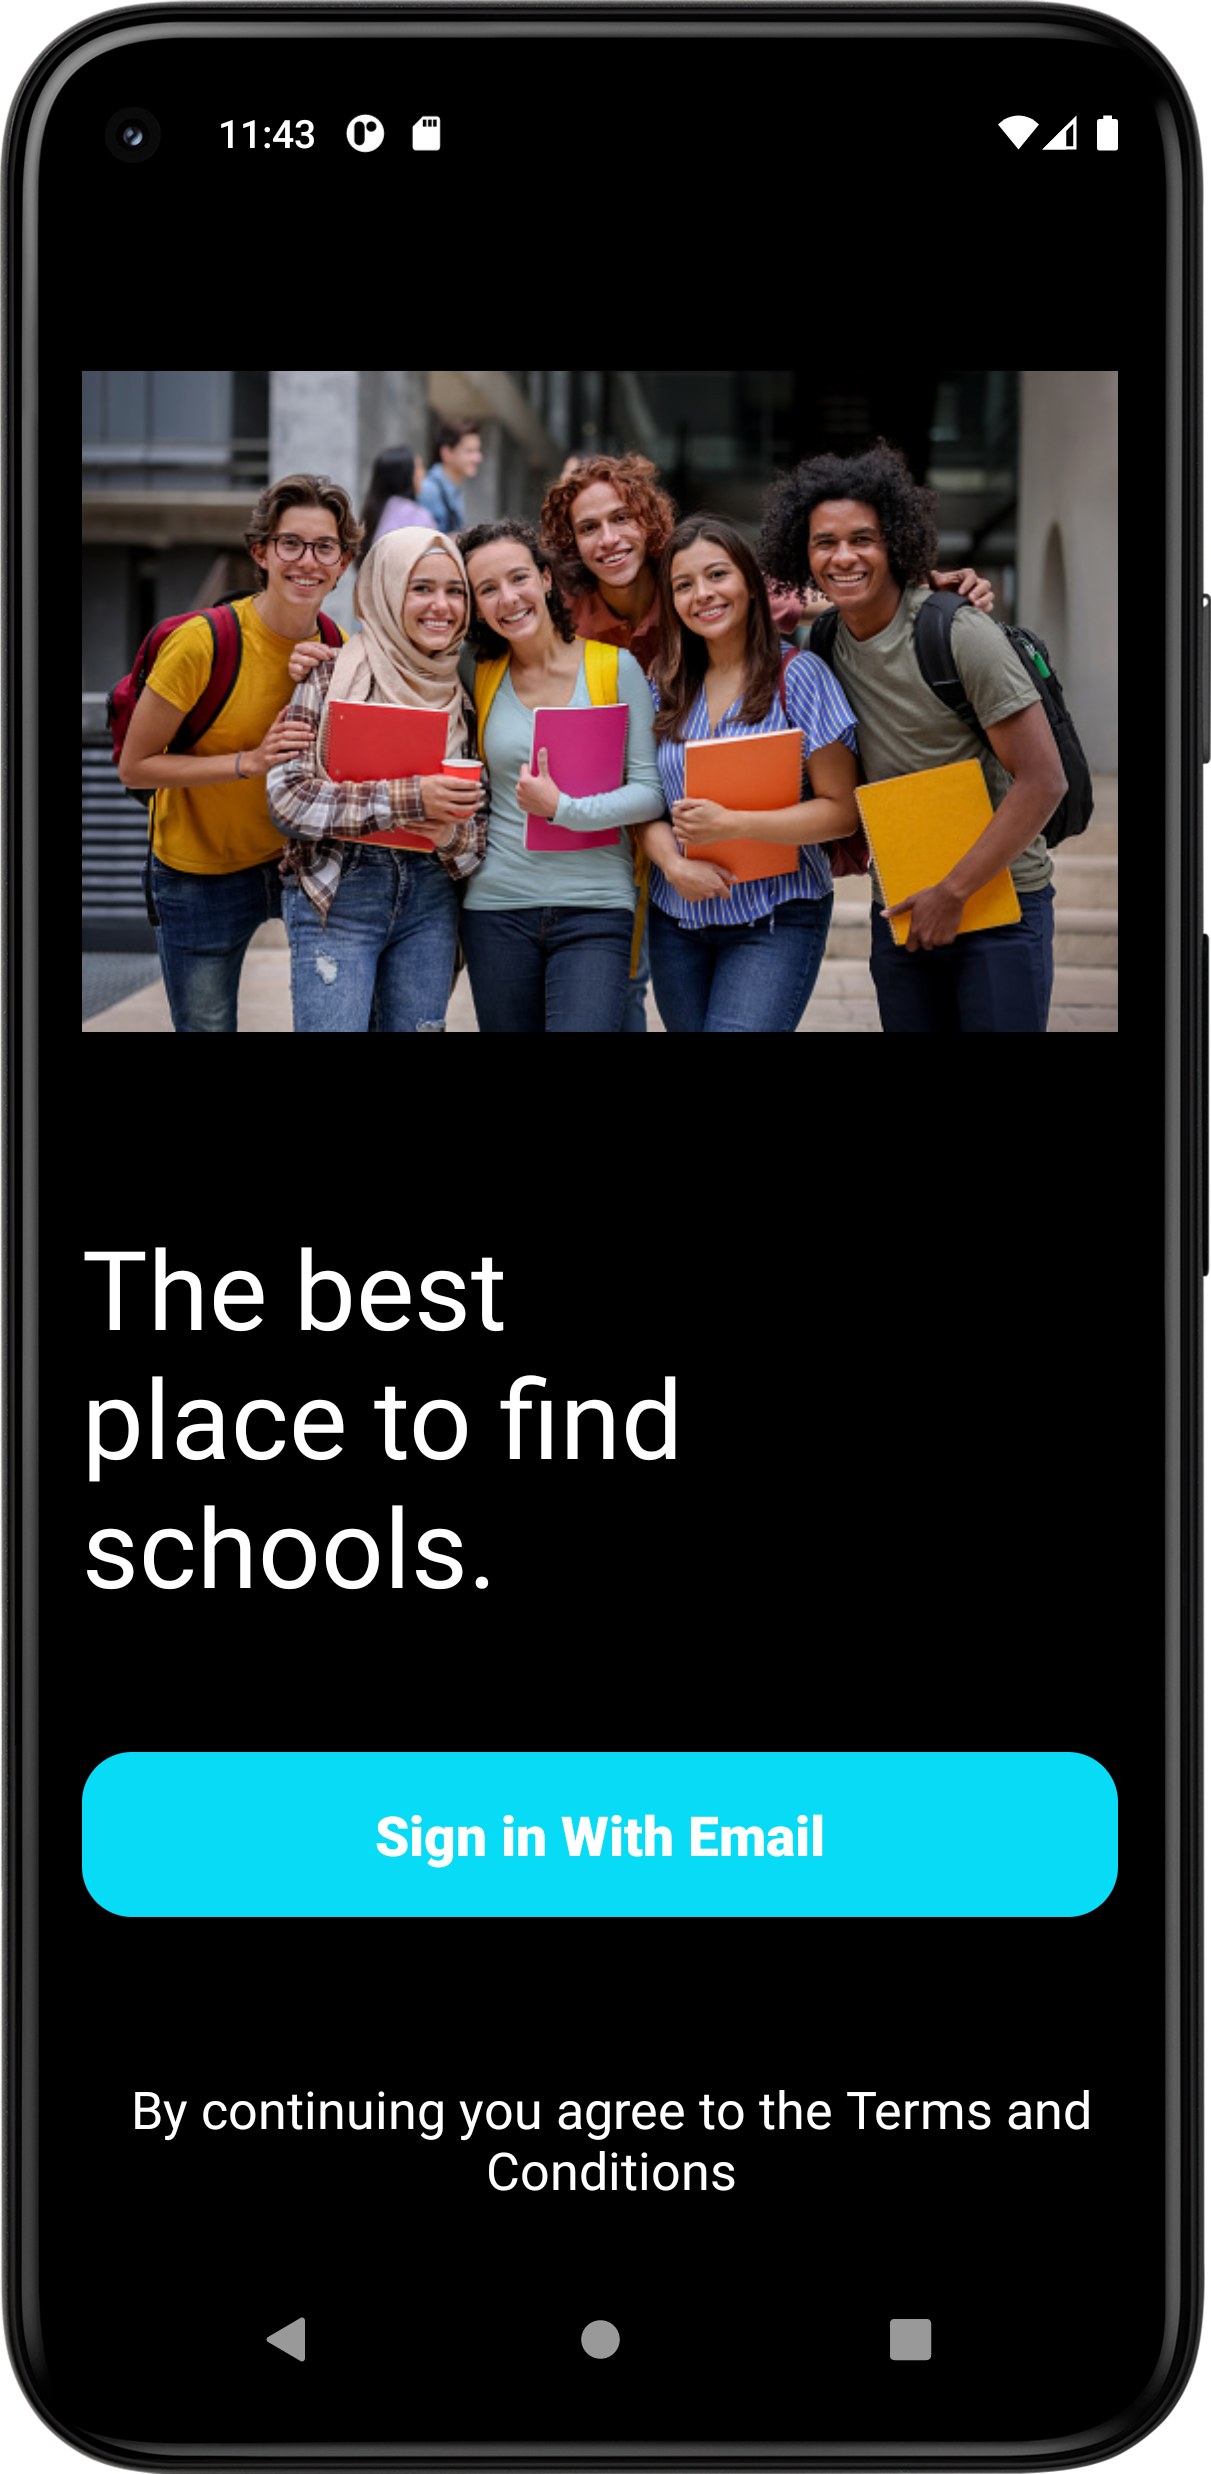 11:43
The best
place to find
schools.
Sign in With Email
By continuing you agree to the Terms and
Conditions